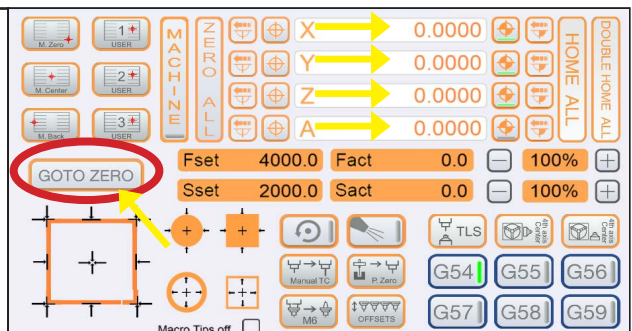 M. Zero
1
USER
M. Center
2
USER
M. Back
3
USER
MACHINE
ZERO ALL
X 0.0000
Y 0.0000
Z 0.0000
A 0.0000
HOME ALL
DOUBLE HOME ALL
GOTO ZERO
Fset 4000.0 Fact 0.0 100%
Sset 2000.0 Sact 0.0 100%
TLS
4th axis Center
4th axis Center
Manual TC
P. Zero
G54 G55 G56
M6
OFFSETS
G57 G58 G59
Macro Tips off